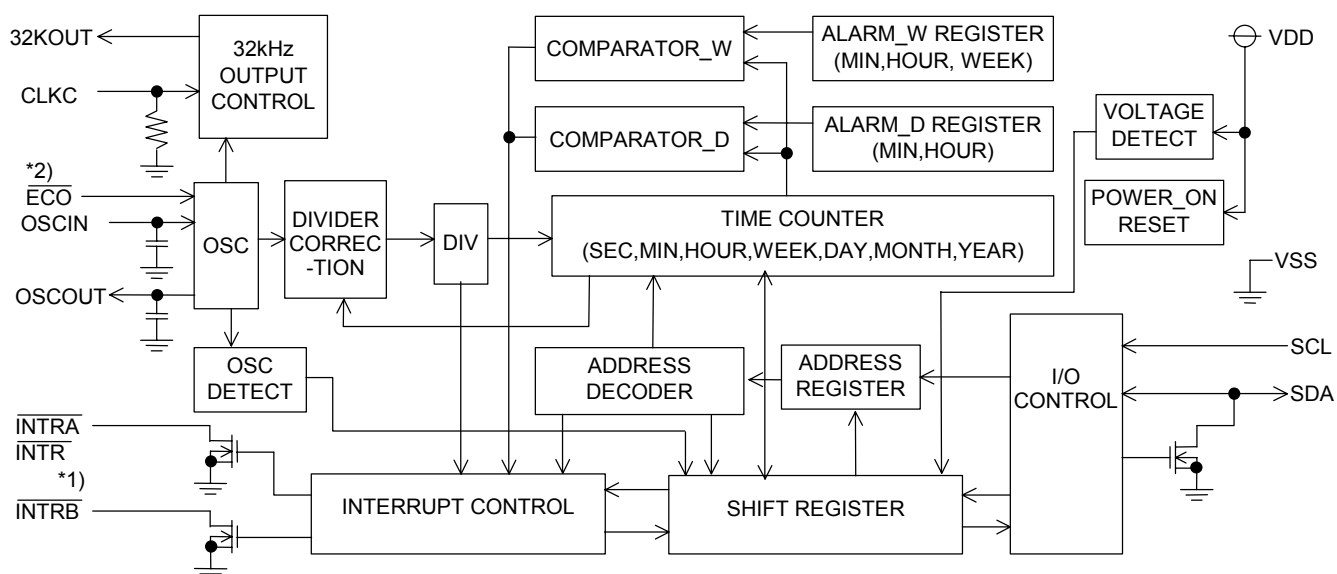 32KOUT
CLKC
32kHz
OUTPUT
CONTROL
COMPARATOR_W
ALARM_W REGISTER
(MIN,HOUR, WEEK)
VDD
COMPARATOR_D
ALARM_D REGISTER
(MIN,HOUR)
VOLTAGE
DETECT
POWER_ON
RESET
VSS
*2)
ECO
OSCIN
OSCOUT
OSC
DIVIDER
CORREC
-TION
DIV
TIME COUNTER
(SEC,MIN,HOUR,WEEK,DAY,MONTH,YEAR)
OSC
DETECT
ADDRESS
DECODER
ADDRESS
REGISTER
I/O
CONTROL
SCL
SDA
INTRA
INTR
*1)
INTRB
INTERRUPT CONTROL
SHIFT REGISTER